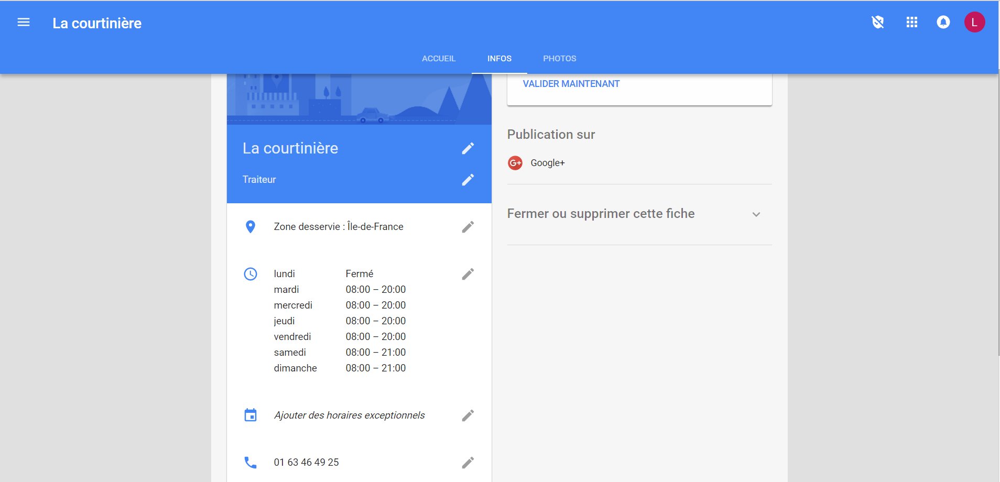 La courtinière
L
ACCUEIL
INFOS
PHOTOS
La courtinière
Traiteur
Zone desservie : Île-de-France
lundi Fermé
mardi 08:00 – 20:00
mercredi 08:00 – 20:00
jeudi 08:00 – 20:00
vendredi 08:00 – 20:00
samedi 08:00 – 21:00
dimanche 08:00 – 21:00
Ajouter des horaires exceptionnels
01 63 46 49 25
VALIDER MAINTENANT
Publication sur
G+ Google+
Fermer ou supprimer cette fiche